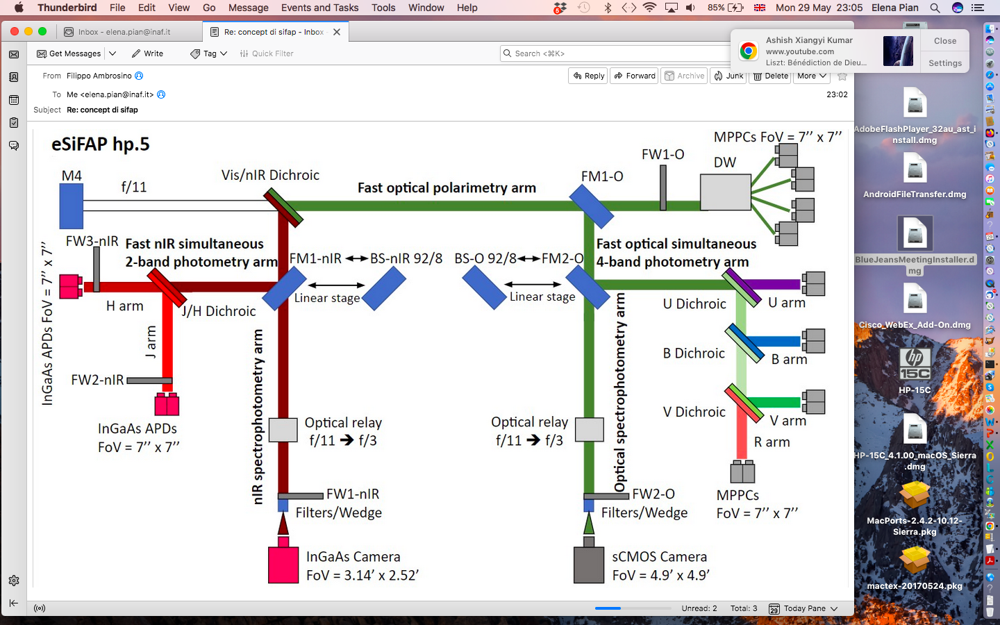 Thunderbird File Edit View Go Message Events and Tasks Tools Window Help
85% Mon 29 May 23:05 Elena Pian
Inbox - elena.pian@inaf.it
Re: concept di sifap - Inbox
Get Messages Write Tag Quick Filter
Search <⌘K>
Ashish Xiangyi Kumar
www.youtube.com
Liszt: Bénédiction de Dieu...
Close
Settings
From Filippo Ambrosino
Reply Forward Archive Junk Delete More
To Me <elena.pian@inaf.it>
23:02
Subject Re: concept di sifap
eSiFAP hp.5
MPPCs FoV = 7’’ x 7’’
M4
f/11
Vis/nIR Dichroic
Fast optical polarimetry arm
FM1-O
FW1-O
DW
FW3-nIR
Fast nIR simultaneous
2-band photometry arm
FM1-nIR
BS-nIR 92/8
BS-O 92/8
FM2-O
Fast optical simultaneous
4-band photometry arm
InGaAs APDs FoV = 7’’ x 7’’
H arm
J/H Dichroic
Linear stage
Linear stage
U Dichroic
U arm
J arm
FW2-nIR
InGaAs APDs
FoV = 7’’ x 7’’
nIR spectrophotometry arm
Optical spectrophotometry arm
B Dichroic
B arm
V Dichroic
V arm
R arm
Optical relay
f/11 ➔ f/3
Optical relay
f/11 ➔ f/3
FW1-nIR
Filters/Wedge
FW2-O
Filters/Wedge
MPPCs
FoV = 7’’ x 7’’
InGaAs Camera
FoV = 3.14’ x 2.52’
sCMOS Camera
FoV = 4.9’ x 4.9’
Unread: 2 Total: 3 29 Today Pane
AdobeFlashPlayer_32au_ast_i
nstall.dmg
AndroidFileTransfer.dmg
BlueJeansMeetingInstaller.d
mg
Cisco_WebEx_Add-On.dmg
hp
15C
HP-15C
HP-15C_4.1.00_macOS_Sierra
.dmg
MacPorts-2.4.2-10.12-
Sierra.pkg
mactex-20170524.pkg